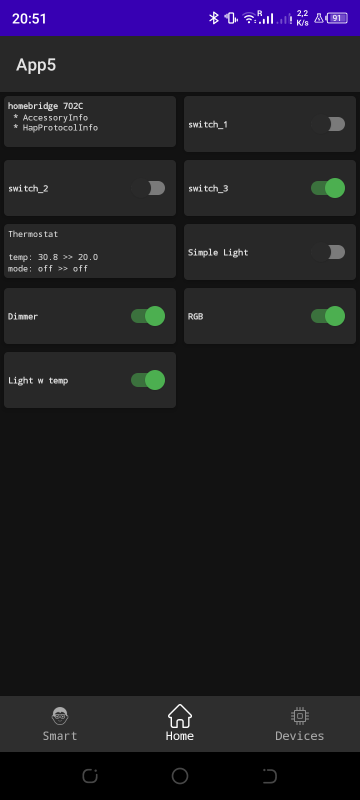 20:51
R
2,2
K/s
91
App5
homebridge 702C
* AccessoryInfo
* HapProtocolInfo
switch_1
switch_2
switch_3
Thermostat
temp: 30.8 >> 20.0
mode: off >> off
Simple Light
Dimmer
RGB
Light w temp
Smart
Home
Devices